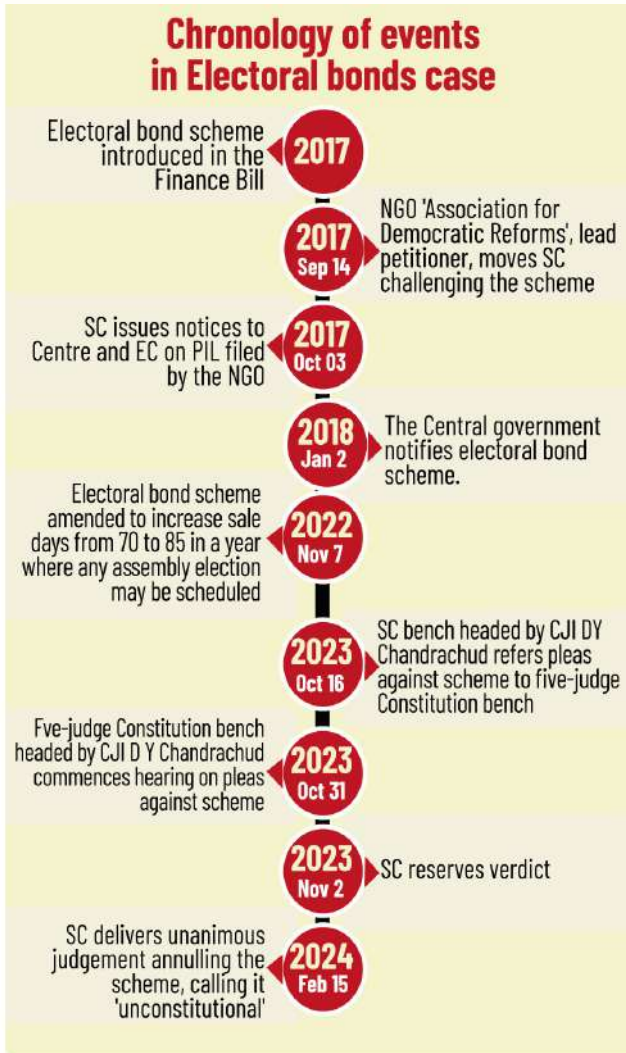 Chronology of events
in Electoral bonds case
Electoral bond scheme
introduced in the
Finance Bill
2017
2017
Sep 14
NGO 'Association for
Democratic Reforms', lead
petitioner, moves SC
challenging the scheme
SC issues notices to
Centre and EC on PIL filed
by the NGO
2017
Oct 03
2018
Jan 2
The Central government
notifies electoral bond
scheme.
Electoral bond scheme
amended to increase sale
days from 70 to 85 in a year
where any assembly election
may be scheduled
2022
Nov 7
2023
Oct 16
SC bench headed by CJI DY
Chandrachud refers pleas
against scheme to five-judge
Constitution bench
Fve-judge Constitution bench
headed by CJI D Y Chandrachud
commences hearing on pleas
against scheme
2023
Oct 31
2023
Nov 2
SC reserves verdict
SC delivers unanimous
judgement annulling the
scheme, calling it
'unconstitutional'
2024
Feb 15